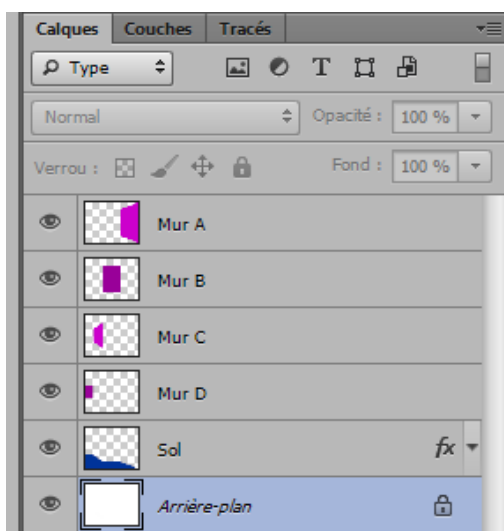 Calques Couches Tracés
Type T
Normal Opacité : 100 %
Verrou : Fond : 100 %
Mur A
Mur B
Mur C
Mur D
Sol fx
Arrière-plan